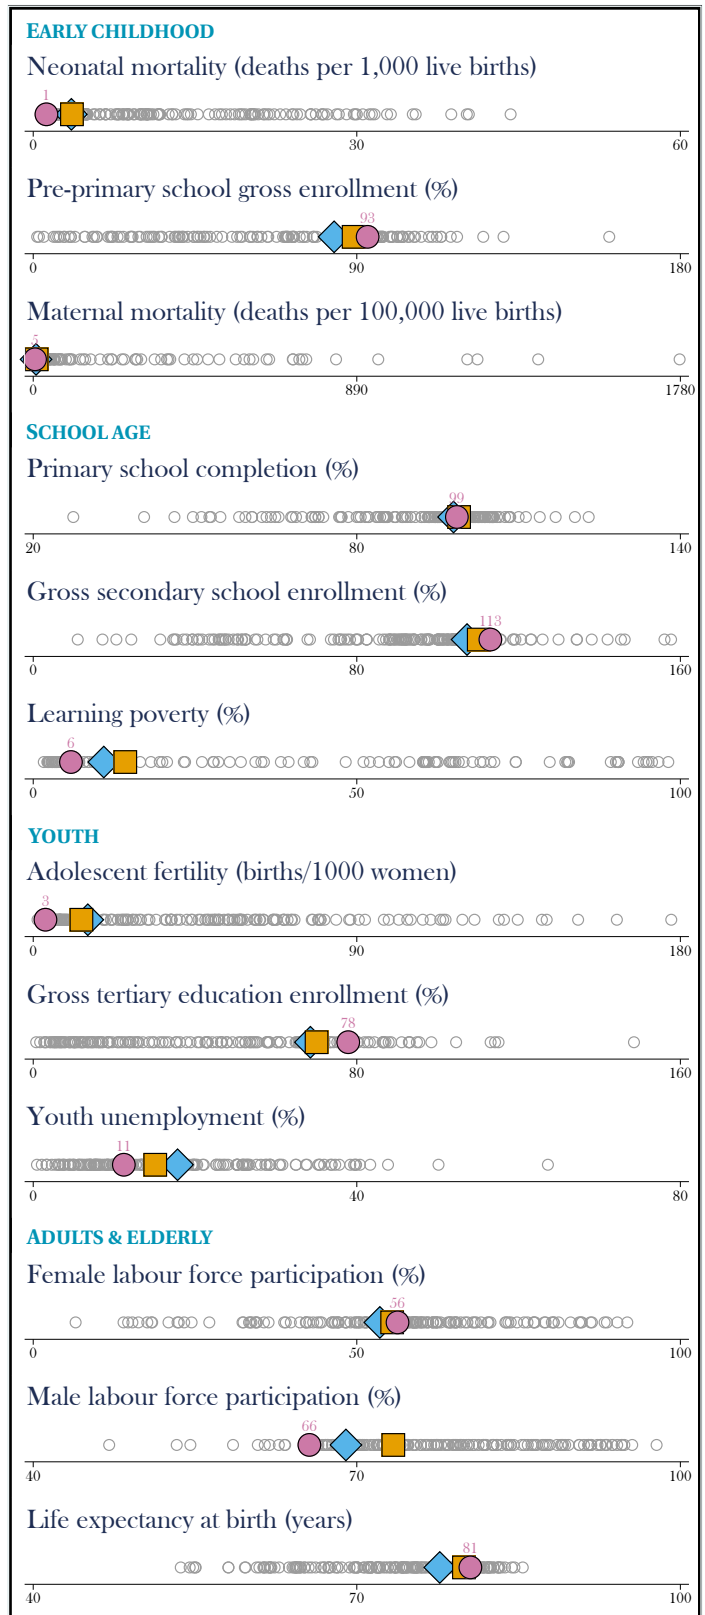 EARLY CHILDHOOD
Neonatal mortality (deaths per 1,000 live births)
1
0 30 60
Pre-primary school gross enrollment (%)
93
0 90 180
Maternal mortality (deaths per 100,000 live births)
5
0 890 1780
SCHOOL AGE
Primary school completion (%)
99
20 80 140
Gross secondary school enrollment (%)
113
0 80 160
Learning poverty (%)
6
0 50 100
YOUTH
Adolescent fertility (births/1000 women)
3
0 90 180
Gross tertiary education enrollment (%)
78
0 80 160
Youth unemployment (%)
11
0 40 80
ADULTS & ELDERLY
Female labour force participation (%)
56
0 50 100
Male labour force participation (%)
66
40 70 100
Life expectancy at birth (years)
81
40 70 100